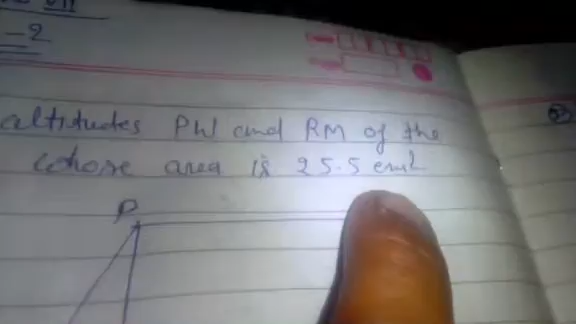 -2
altitudes PN and RM of the
whose area is 25.5 cm²
P